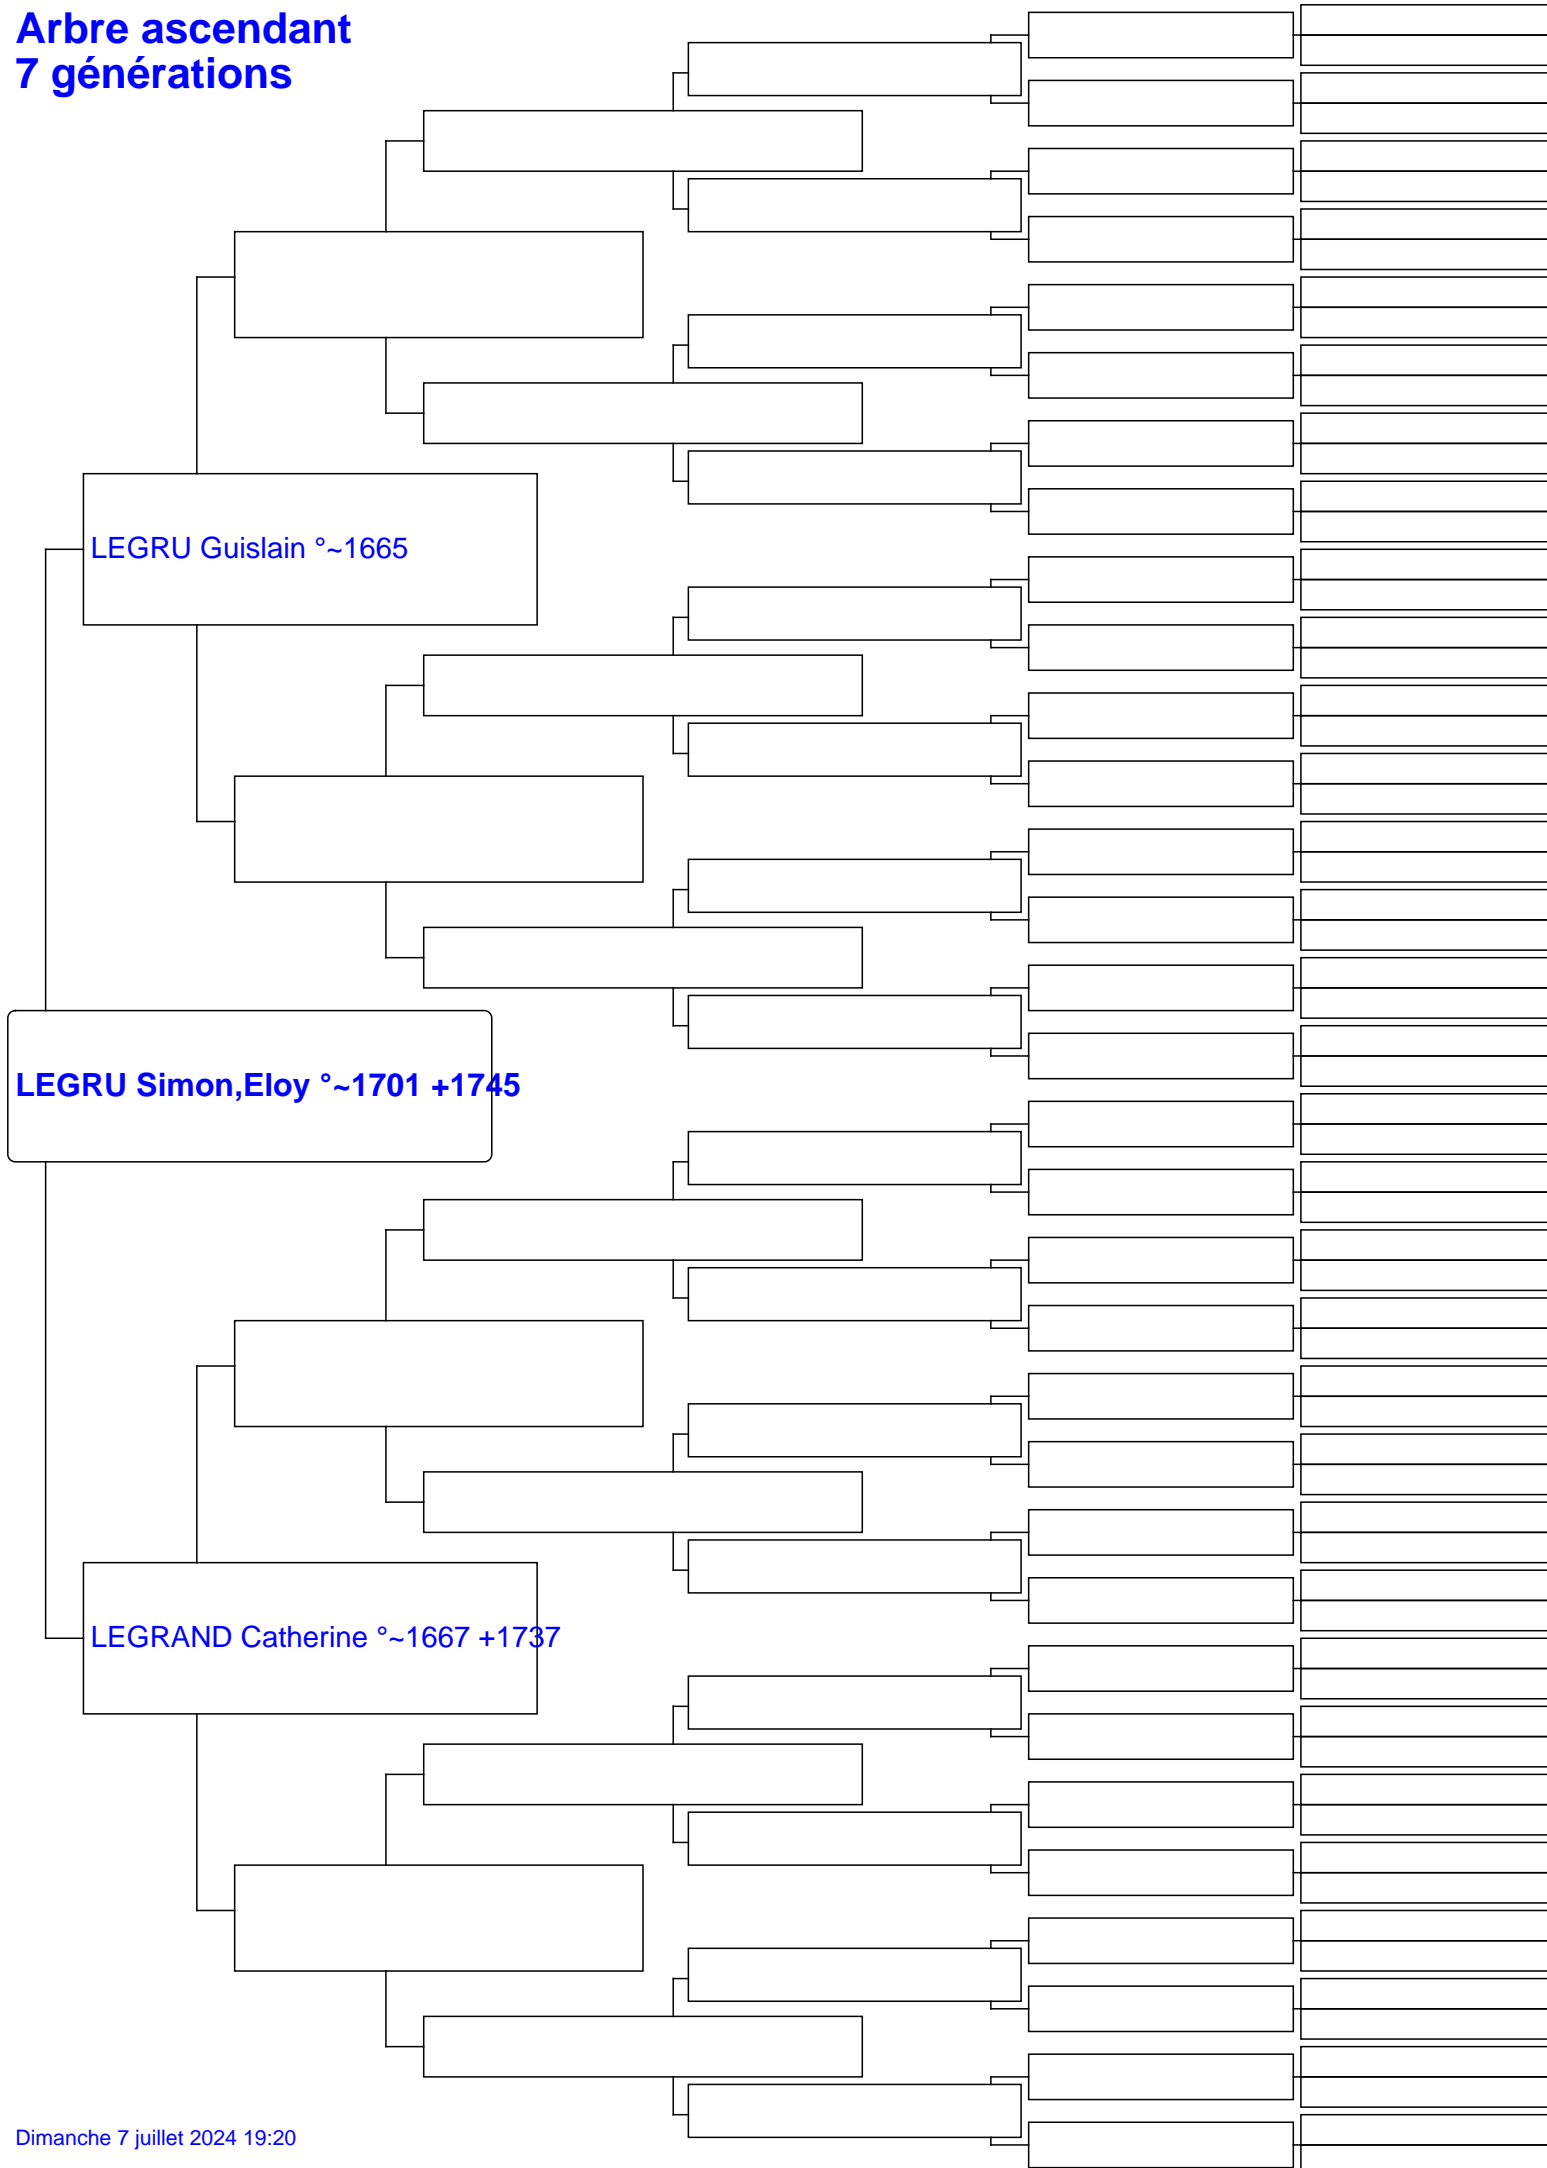 Arbre ascendant
7 générations
LEGRU Guislain °~1665
LEGRU Simon,Eloy °~1701 +1745
LEGRAND Catherine °~1667 +1737
Dimanche 7 juillet 2024 19:20